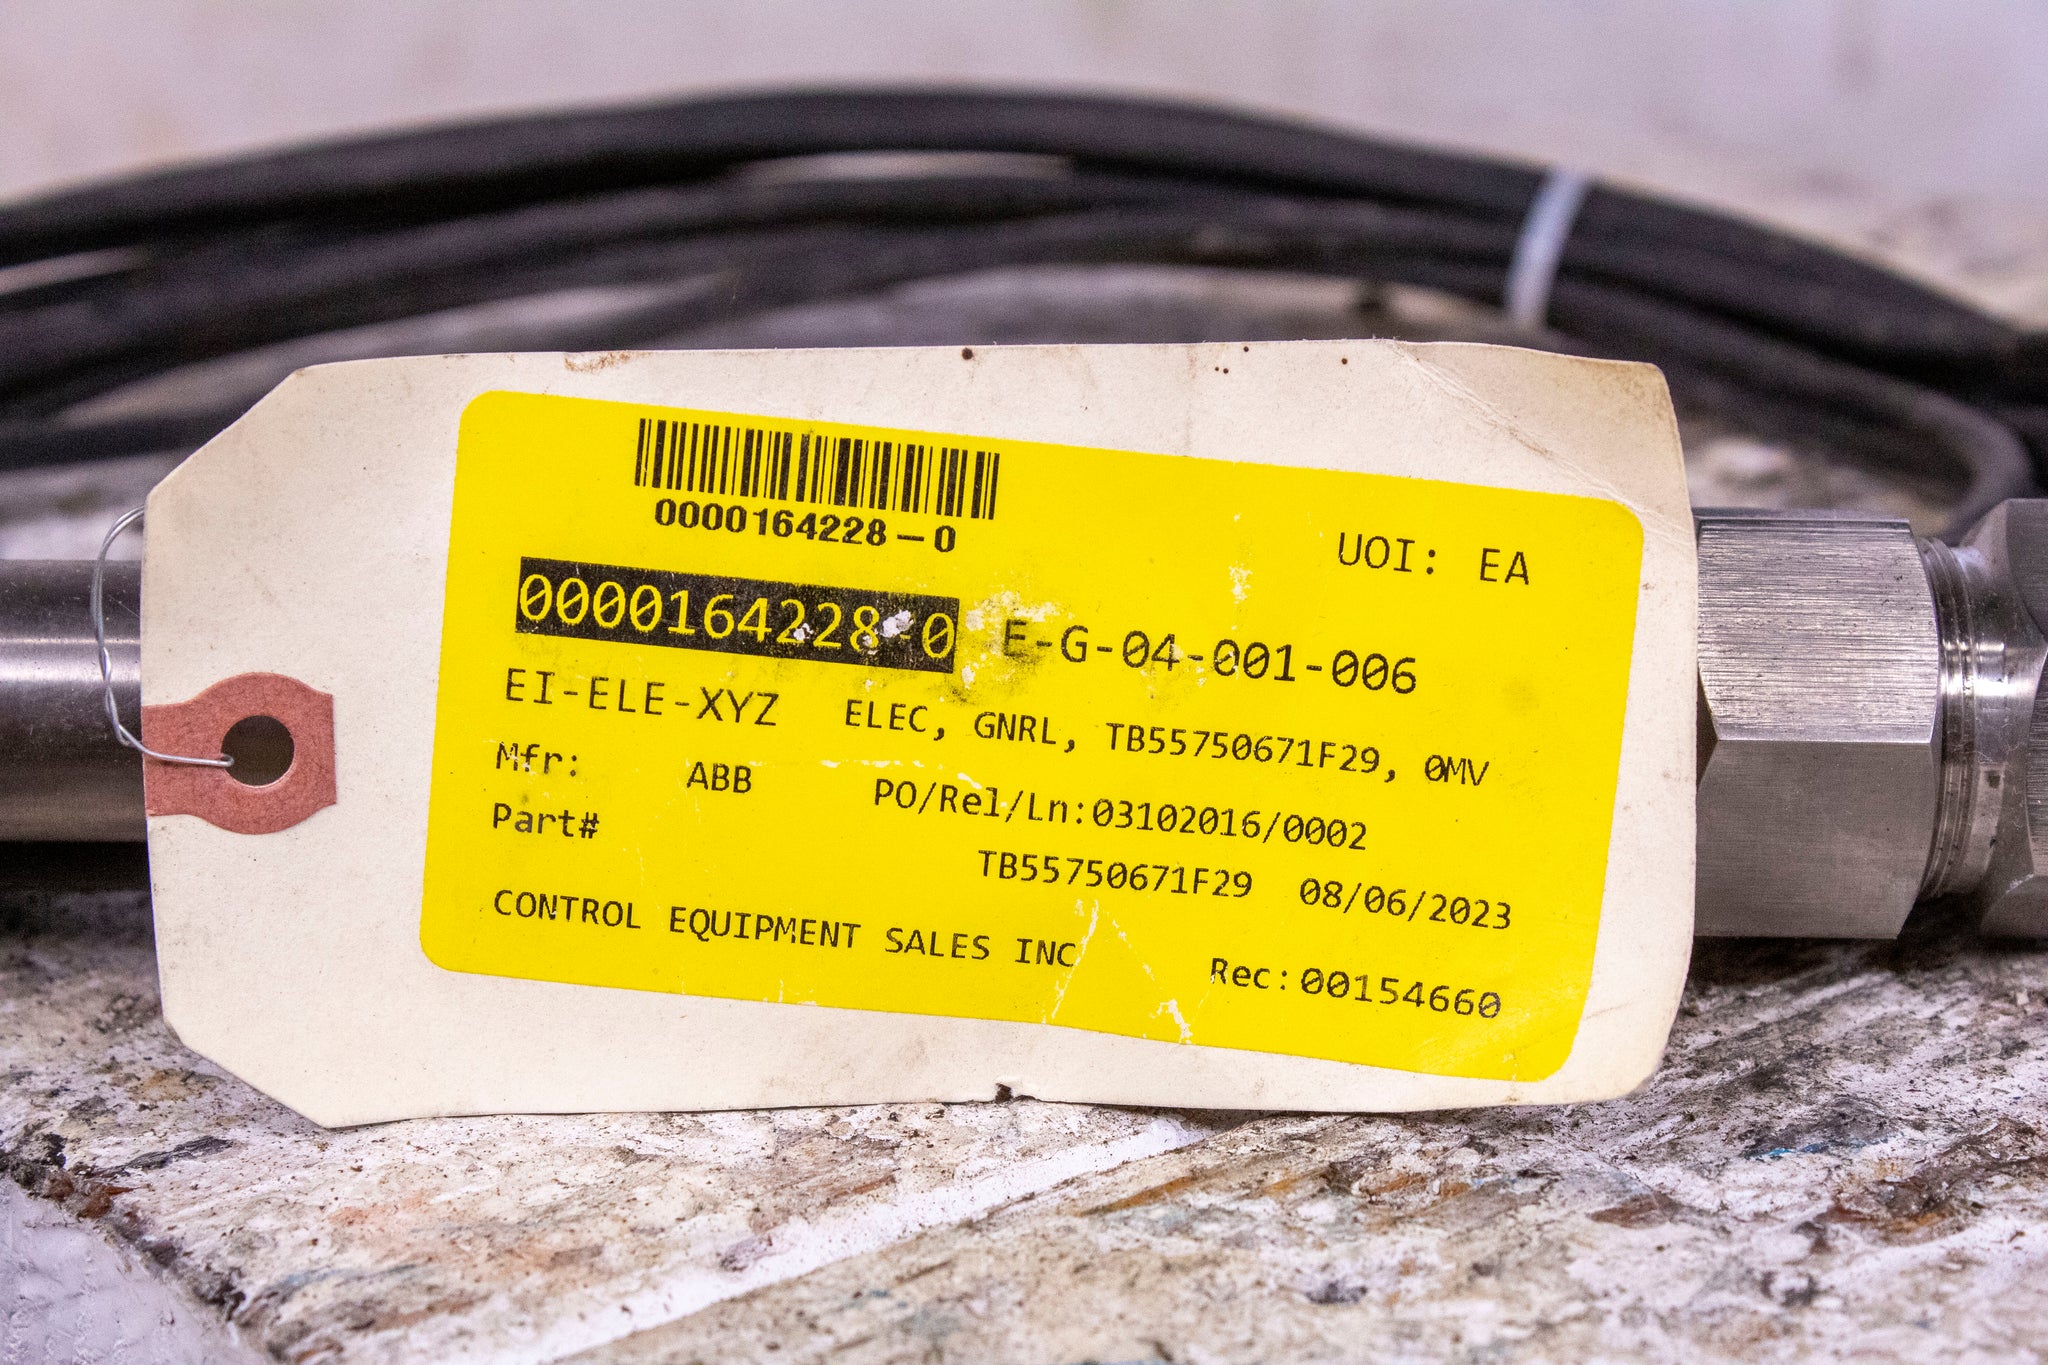 0000164228-0
UOI: EA
0000164228-0 E-G-04-001-006
EI-ELE-XYZ ELEC, GNRL, TB55750671F29, 0MV
Mfr: ABB PO/Rel/Ln:03102016/0002
Part# TB55750671F29 08/06/2023
CONTROL EQUIPMENT SALES INC Rec:00154660